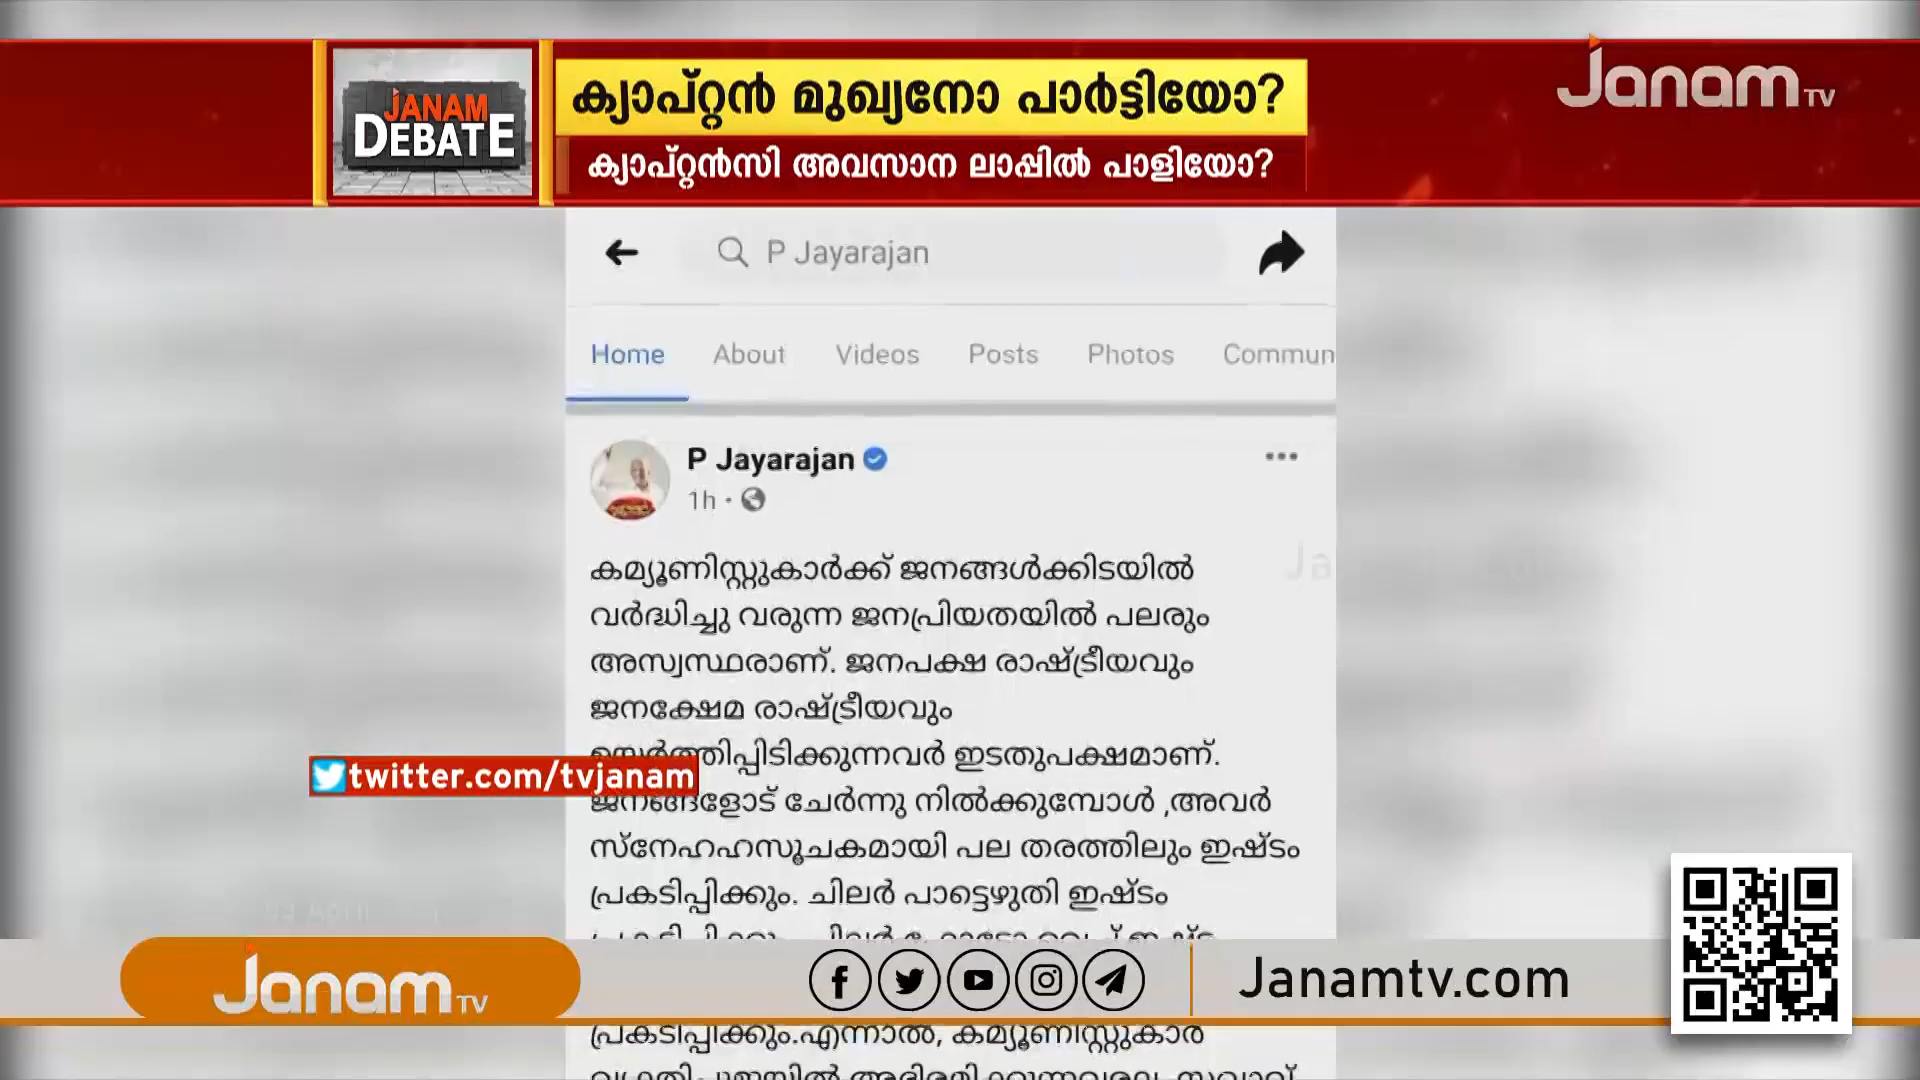 JANAM
DEBATE
ക്യാപ്റ്റൻ മുഖ്യനോ പാർട്ടിയോ?
ക്യാപ്റ്റൻസി അവസാന ലാപ്പിൽ പാളിയോ?
Janam TV
P Jayarajan
Home About Videos Posts Photos Commun
P Jayarajan
1h
കമ്യൂണിസ്റ്റുകാർക്ക് ജനങ്ങൾക്കിടയിൽ
വർദ്ധിച്ചു വരുന്ന ജനപ്രിയതയിൽ പലരും
അസ്വസ്ഥരാണ്. ജനപക്ഷ രാഷ്ട്രീയവും
ജനക്ഷേമ രാഷ്ട്രീയവും
ഇടതുപക്ഷമാണ്.
twitter.com/tvjanam
ജനങ്ങളോട് ചേർന്നു നിൽക്കുമ്പോൾ ,അവർ
സ്നേഹഹസൂചകമായി പല തരത്തിലും ഇഷ്ടം
പ്രകടിപ്പിക്കും. ചിലർ പാട്ടെഴുതി ഇഷ്ടം
Janam TV
Janamtv.com
പ്രകടിപ്പിക്കും.എന്നാൽ, കമ്യൂണിസ്റ്റുകാർ